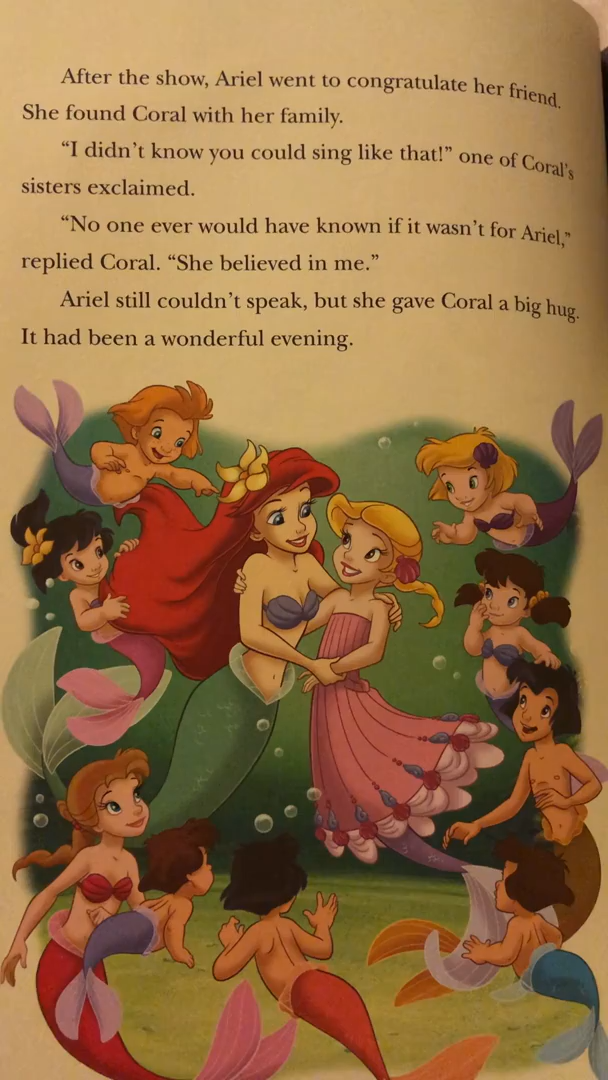 After the show, Ariel went to congratulate her friend.
She found Coral with her family.
“I didn’t know you could sing like that!” one of Coral’s
sisters exclaimed.
“No one ever would have known if it wasn’t for Ariel,”
replied Coral. “She believed in me.”
Ariel still couldn’t speak, but she gave Coral a big hug.
It had been a wonderful evening.